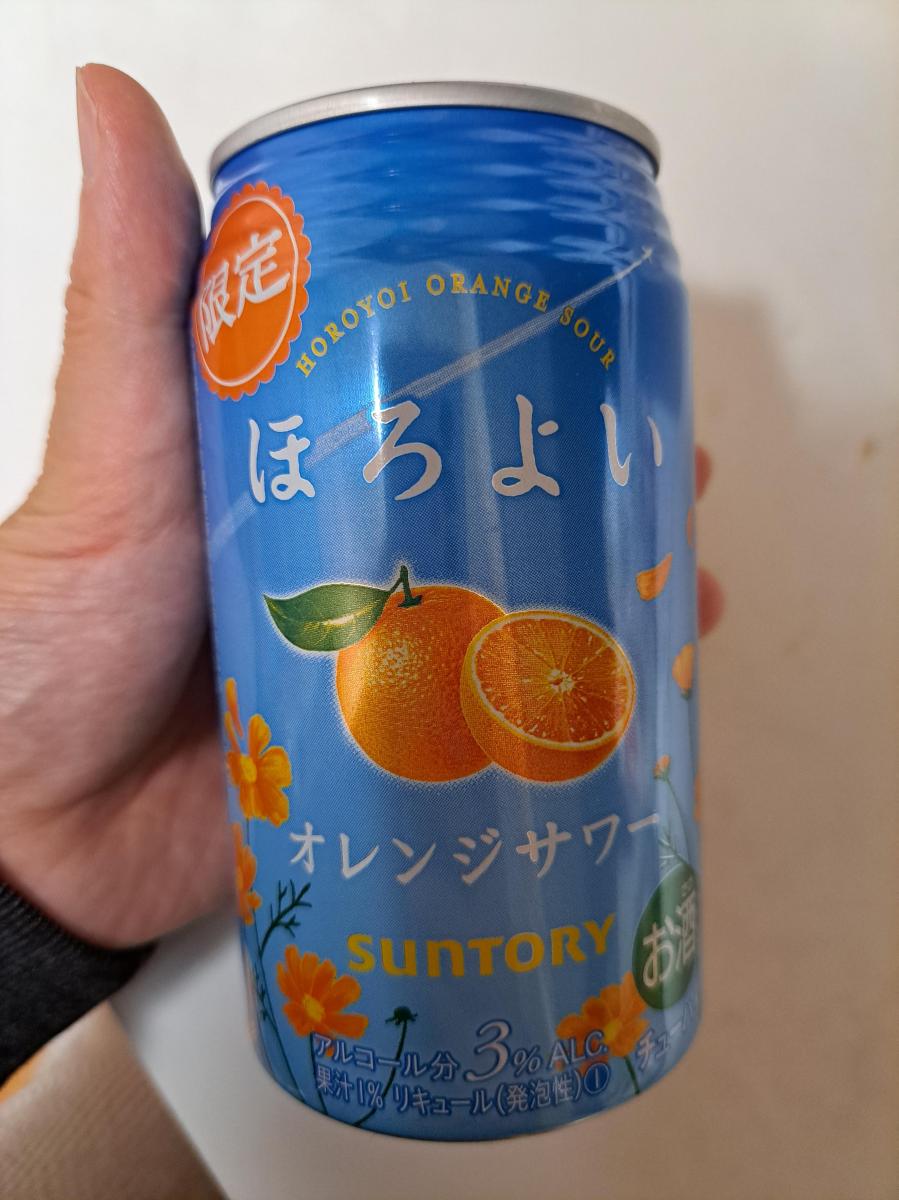 限定
HOROYOI ORANGE SOUR
ほろよい
オレンジサワー
SUNTORY
お酒
アルコール分3%ALC.
果汁1% リキュール(発泡性)①